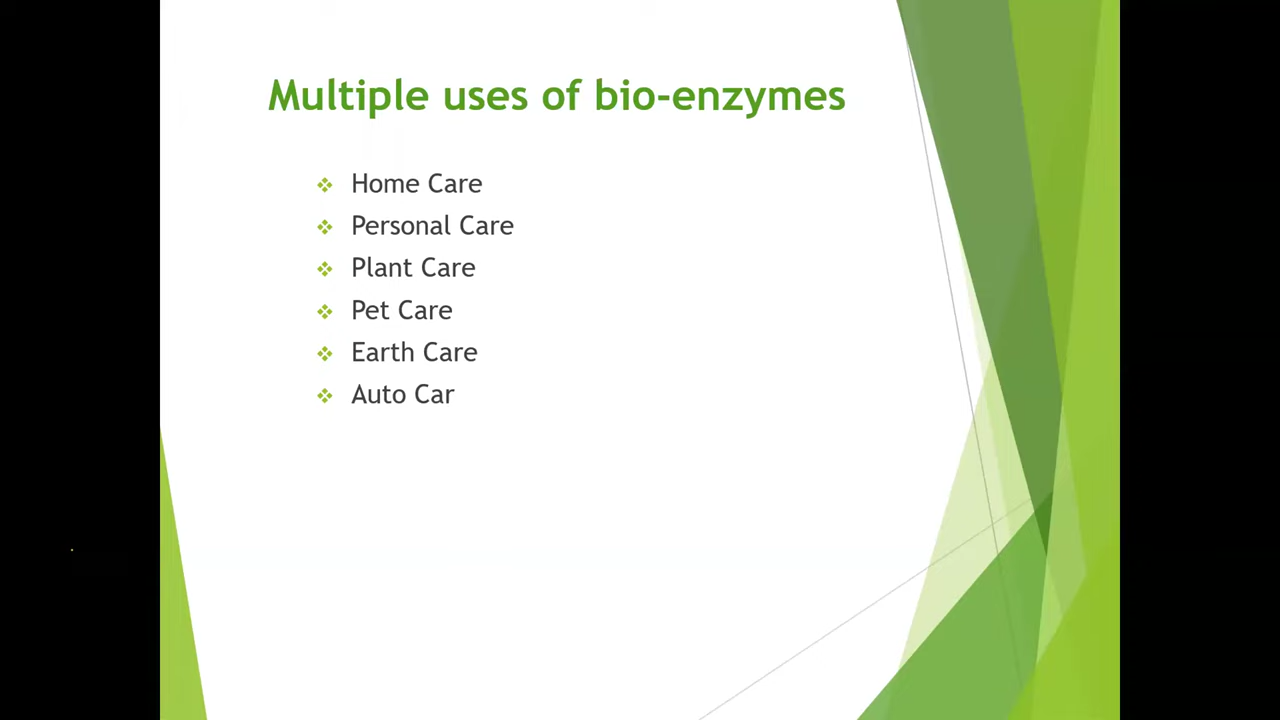 Multiple uses of bio-enzymes
Home Care
Personal Care
Plant Care
Pet Care
Earth Care
Auto Car